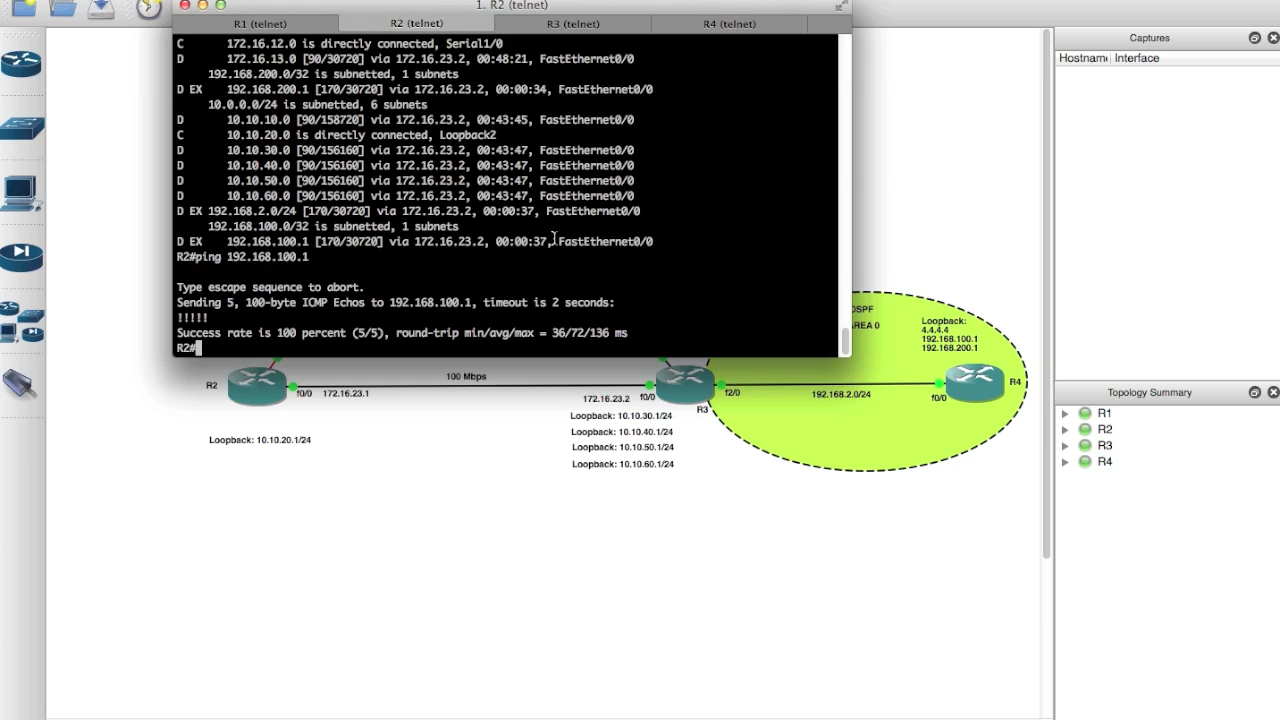 1. R2 (telnet)
R1 (telnet)
R2 (telnet)
R3 (telnet)
R4 (telnet)
C 172.16.12.0 is directly connected, Serial1/0
D 172.16.13.0 [90/30720] via 172.16.23.2, 00:48:21, FastEthernet0/0
192.168.200.0/32 is subnetted, 1 subnets
D EX 192.168.200.1 [170/30720] via 172.16.23.2, 00:00:34, FastEthernet0/0
10.0.0.0/24 is subnetted, 6 subnets
D 10.10.10.0 [90/158720] via 172.16.23.2, 00:43:45, FastEthernet0/0
C 10.10.20.0 is directly connected, Loopback2
D 10.10.30.0 [90/156160] via 172.16.23.2, 00:43:47, FastEthernet0/0
D 10.10.40.0 [90/156160] via 172.16.23.2, 00:43:47, FastEthernet0/0
D 10.10.50.0 [90/156160] via 172.16.23.2, 00:43:47, FastEthernet0/0
D 10.10.60.0 [90/156160] via 172.16.23.2, 00:43:47, FastEthernet0/0
D EX 192.168.2.0/24 [170/30720] via 172.16.23.2, 00:00:37, FastEthernet0/0
192.168.100.0/32 is subnetted, 1 subnets
D EX 192.168.100.1 [170/30720] via 172.16.23.2, 00:00:37, FastEthernet0/0
R2#ping 192.168.100.1
Type escape sequence to abort.
Sending 5, 100-byte ICMP Echos to 192.168.100.1, timeout is 2 seconds:
!!!!!
Success rate is 100 percent (5/5), round-trip min/avg/max = 36/72/136 ms
R2#
AREA 0
Loopback:
4.4.4.4
192.168.100.1
192.168.200.1
R2
f0/0
172.16.23.1
100 Mbps
172.16.23.2
f0/0
R3
f2/0
192.168.2.0/24
f0/0
R4
Loopback: 10.10.20.1/24
Loopback: 10.10.30.1/24
Loopback: 10.10.40.1/24
Loopback: 10.10.50.1/24
Loopback: 10.10.60.1/24
Captures
Interface
Topology Summary
R1
R2
R3
R4